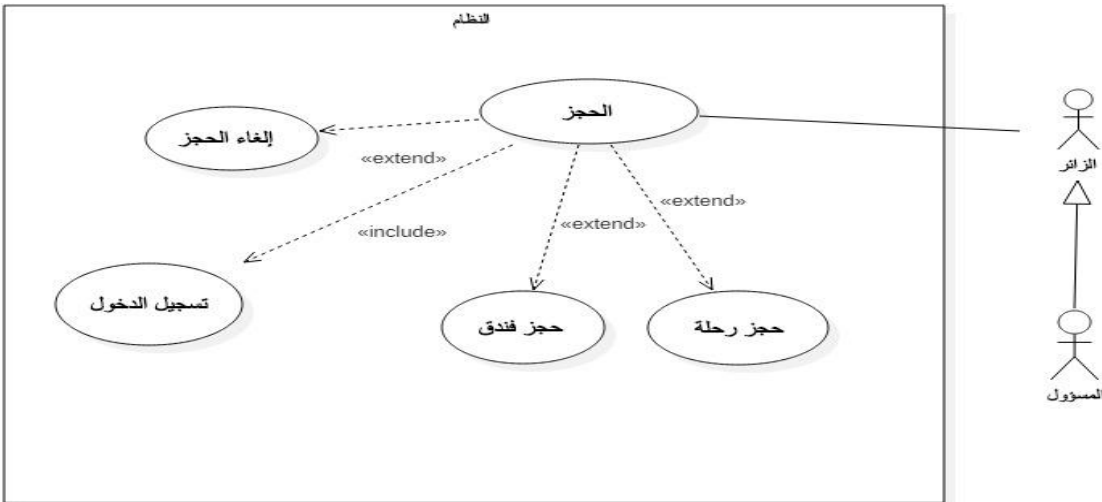 النظام
الحجز
إلغاء الحجز
الزائر
«extend»
«extend»
«extend»
«include»
تسجيل الدخول
حجز فندق
حجز رحلة
المسؤول